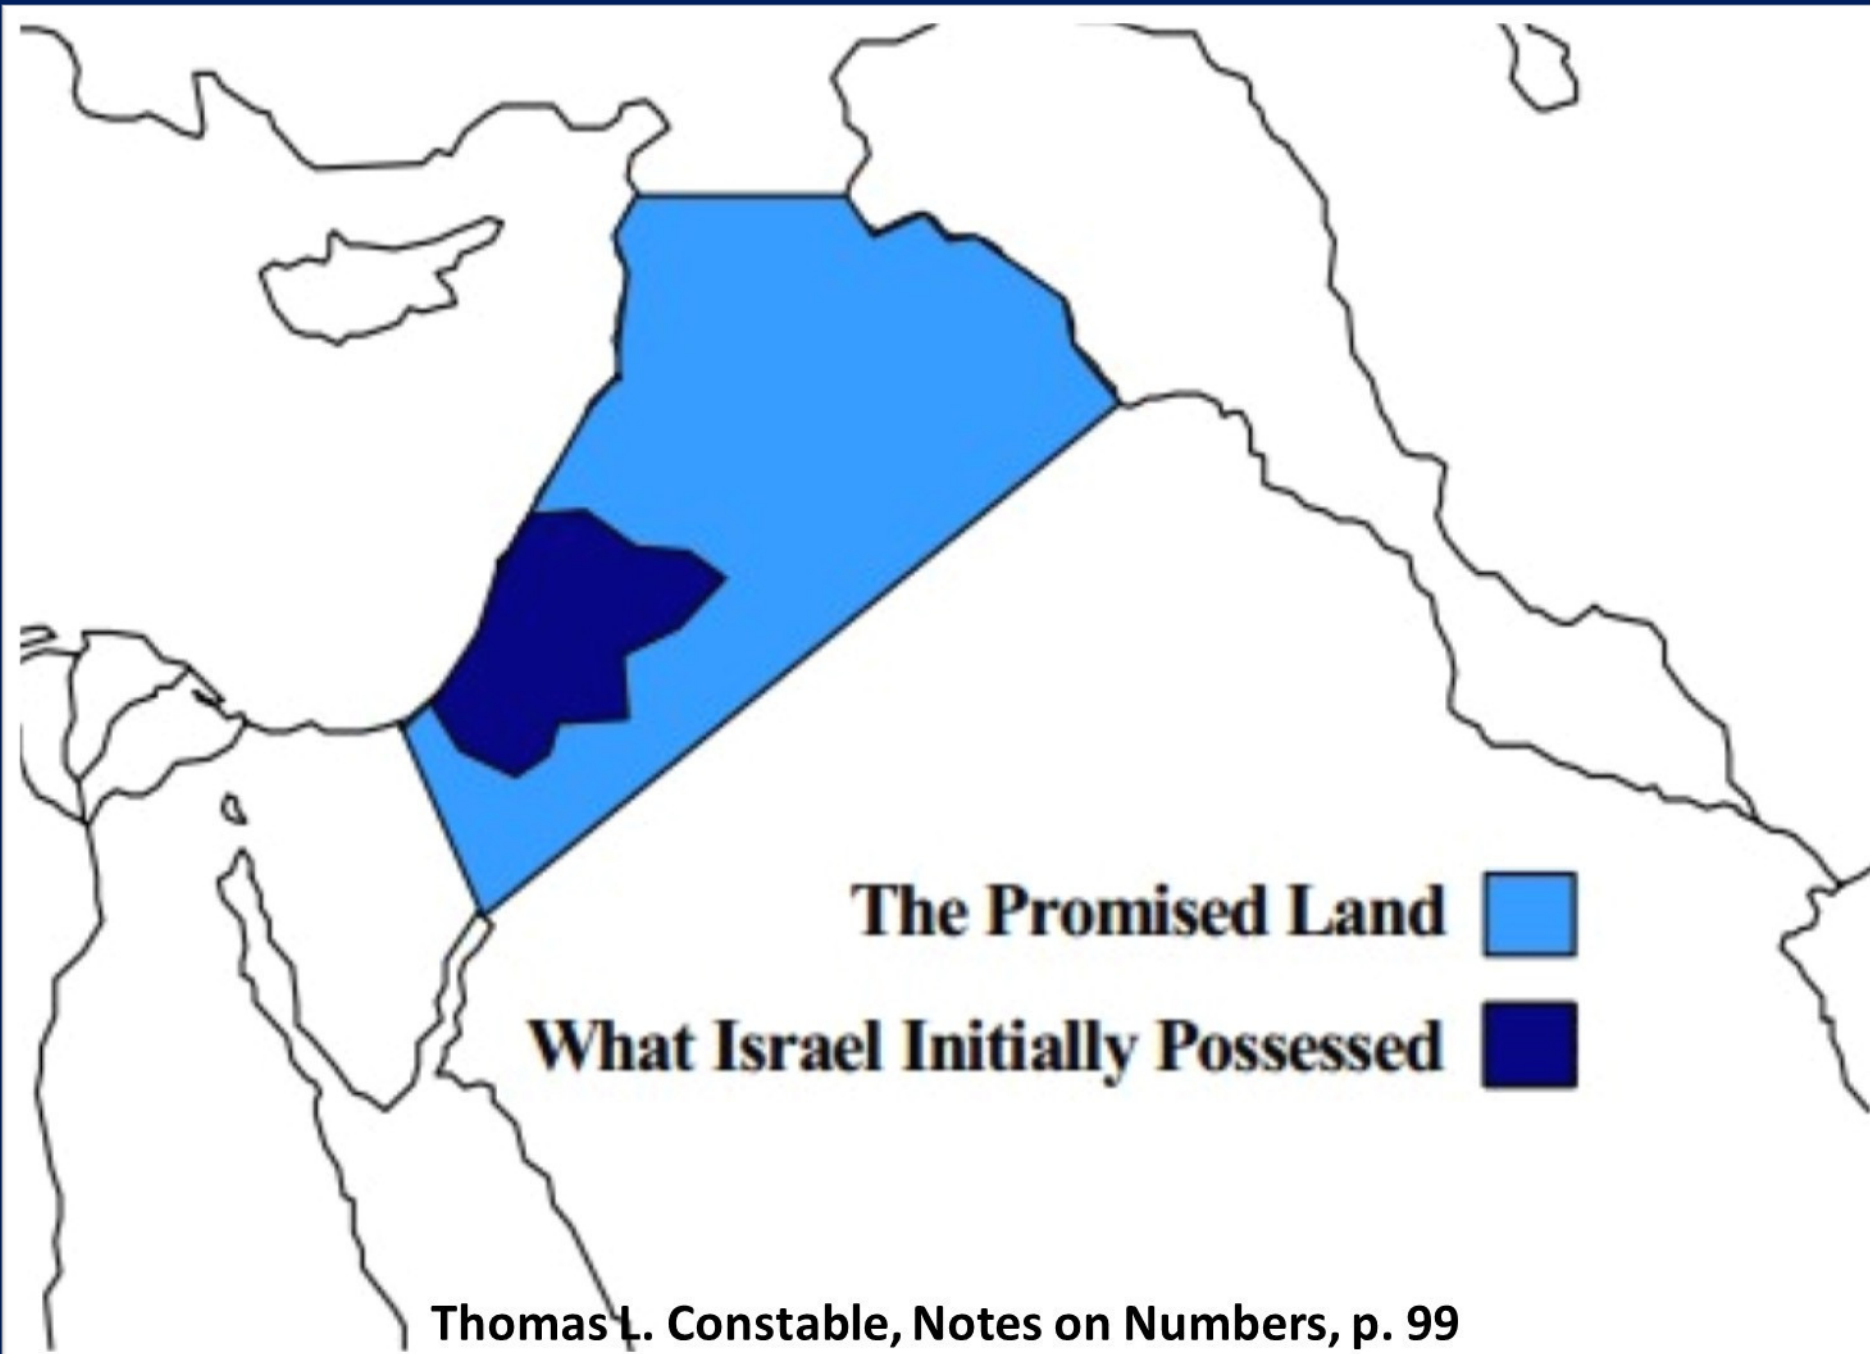 The Promised Land
What Israel Initially Possessed
Thomas L. Constable, Notes on Numbers, p. 99